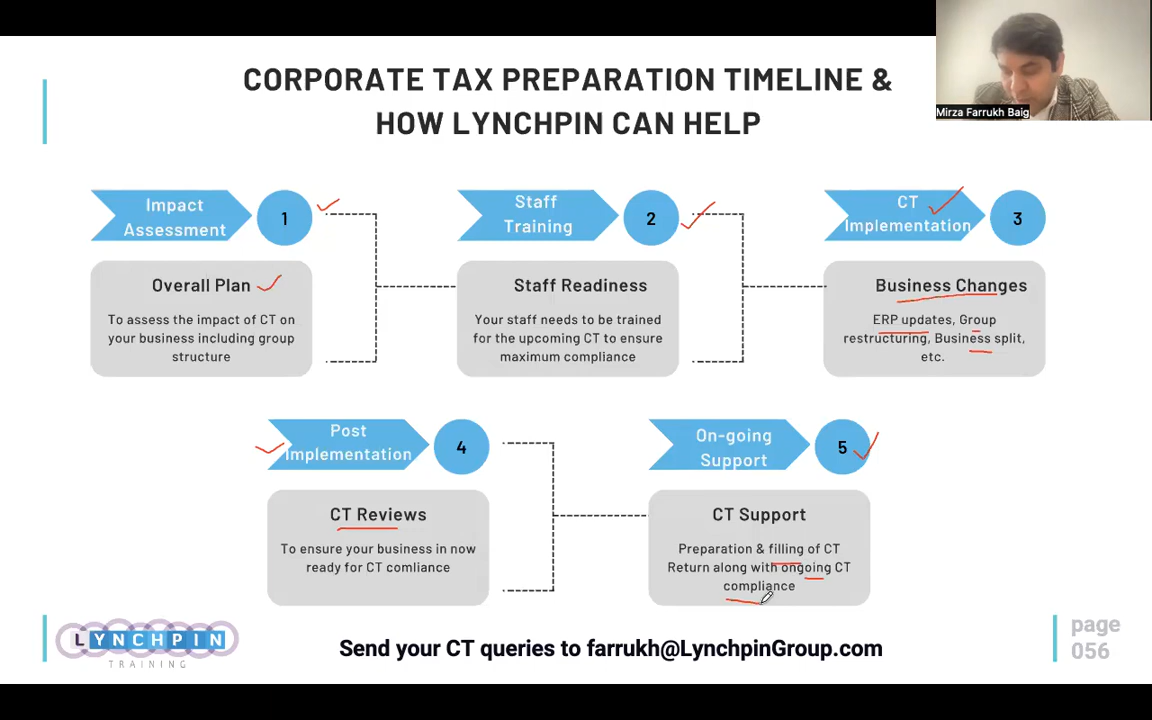 CORPORATE TAX PREPARATION TIMELINE &
HOW LYNCHPIN CAN HELP
Mirza Farrukh Baig
Impact
Assessment
1
Overall Plan
To assess the impact of CT on
your business including group
structure
Staff
Training
2
Staff Readiness
Your staff needs to be trained
for the upcoming CT to ensure
maximum compliance
CT
Implementation
3
Business Changes
ERP updates, Group
restructuring, Business split,
etc.
Post
Implementation
4
CT Reviews
To ensure your business in now
ready for CT comliance
On-going
Support
5
CT Support
Preparation & filling of CT
Return along with ongoing CT
compliance
LYNCHPIN
TRAINING
Send your CT queries to farrukh@LynchpinGroup.com
page
056